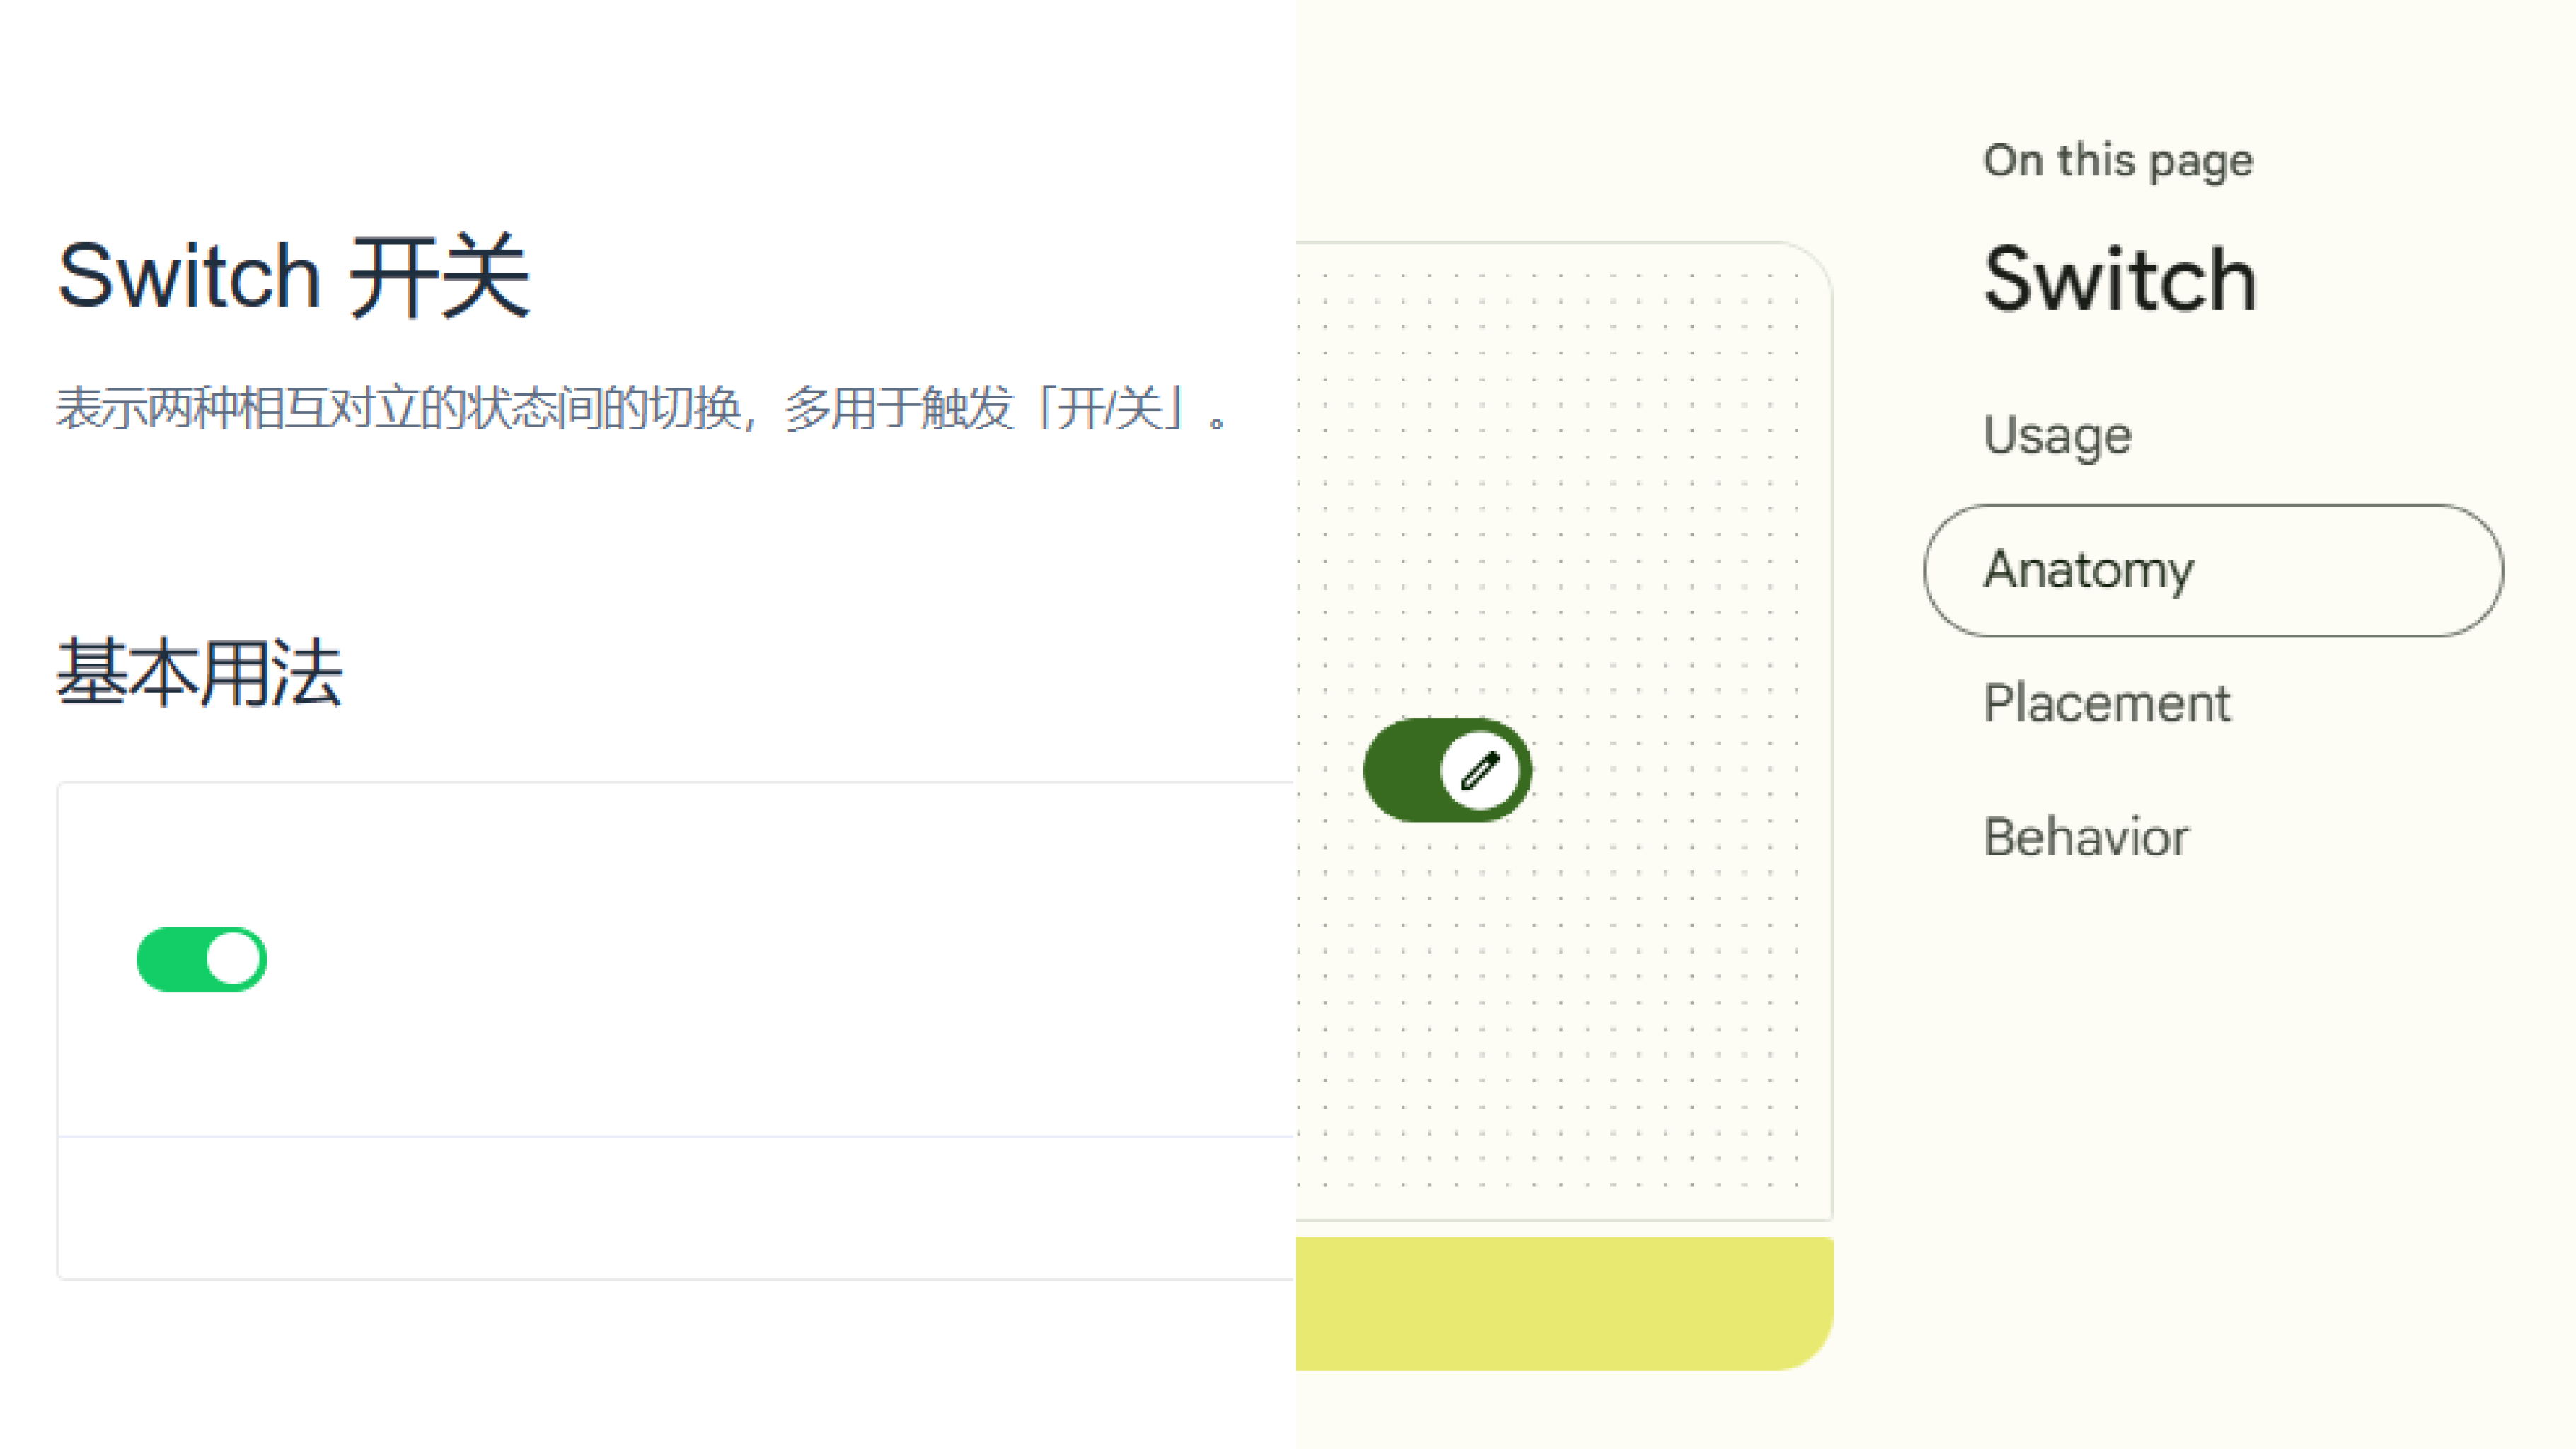 Switch 开关
表示两种相互对立的状态间的切换，多用于触发「开/关」。
基本用法
On this page
Switch
Usage
Anatomy
Placement
Behavior